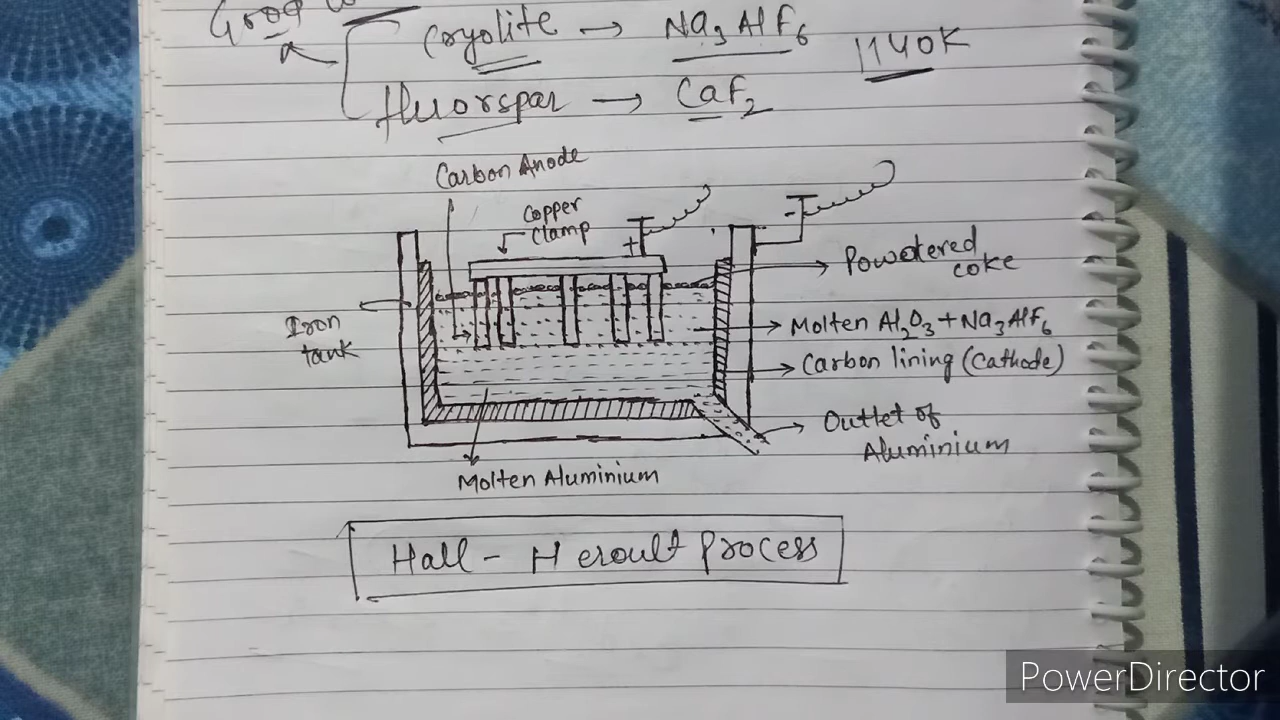 Good
Cryolite → Na3AlF6
1140K
fluorspar → CaF2
Carbon Anode
Copper
Clamp
+
-
Powdered
coke
Iron
tank
Molten Al2O3 + Na3AlF6
Carbon lining (Cathode)
Outlet of
Aluminium
Molten Aluminium
Hall - Heroult Process
PowerDirector